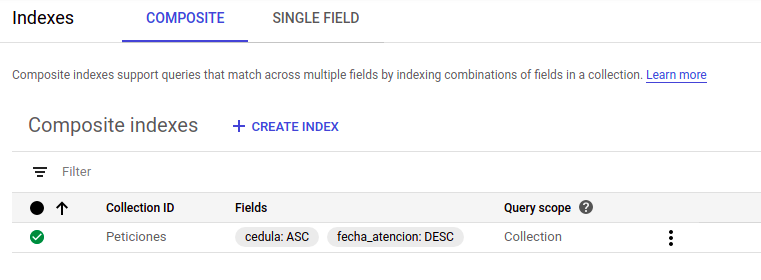 Indexes COMPOSITE SINGLE FIELD
Composite indexes support queries that match across multiple fields by indexing combinations of fields in a collection. Learn more
Composite indexes + CREATE INDEX
Filter
Collection ID Fields Query scope ?
Peticiones cedula: ASC fecha_atencion: DESC Collection